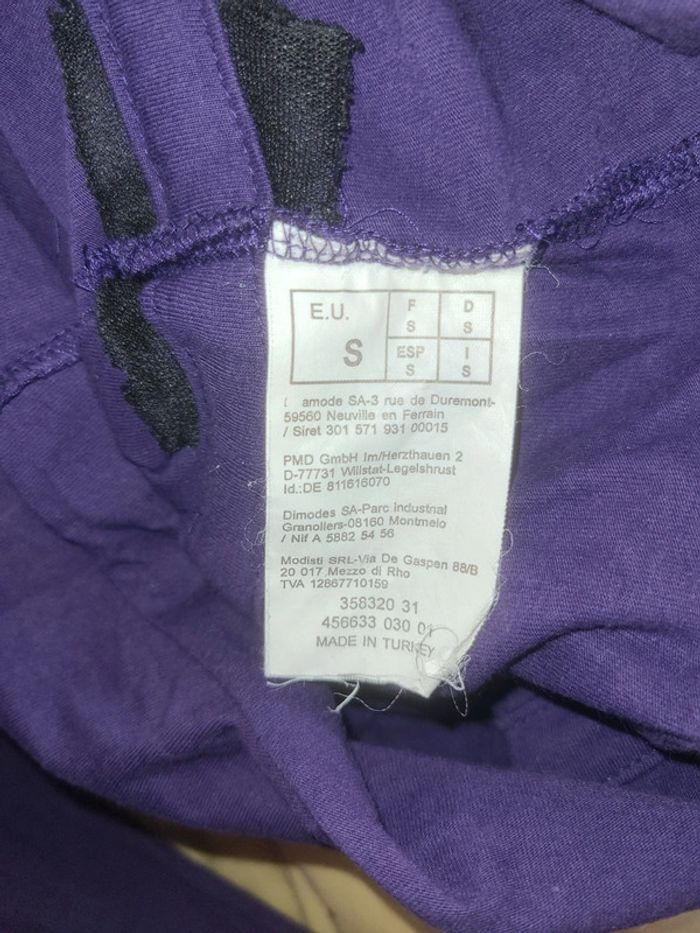 E.U.
S
F
S
D
S
ESP
S
I
S
amode SA-3 rue de Duremont-
59560 Neuville en Ferrain
/ Siret 301 571 931 00015
PMD GmbH Im/Herzthauen 2
D-77731 Willstat-Legelshrust
Id.:DE 811616070
Dimodes SA-Parc industrial
Granollers-08160 Montmelo
/ Nif A 5882 54 56
Modisti SRL-Via De Gasperi 88/B
20 017 Mezzo di Rho
TVA 12867710159
358320 31
456633 030 01
MADE IN TURKEY